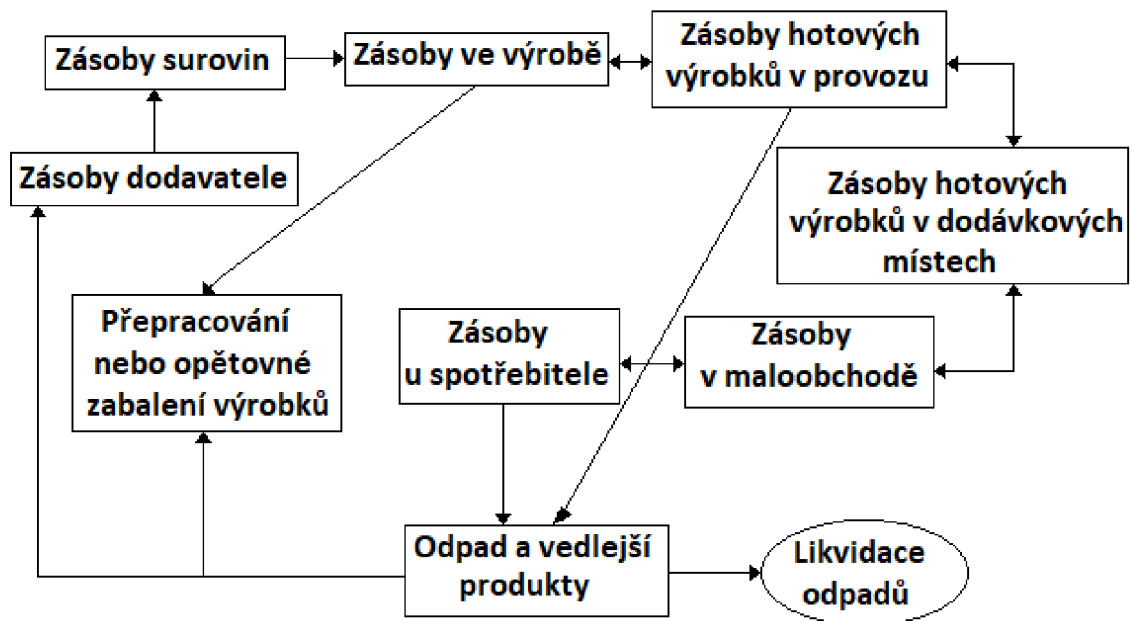 Zásoby surovin
Zásoby ve výrobě
Zásoby hotových
výrobků v provozu
Zásoby dodavatele
Zásoby hotových
výrobků v dodávkových
místech
Přepracování
nebo opětovné
zabalení výrobků
Zásoby
u spotřebitele
Zásoby
v maloobchodě
Odpad a vedlejší
produkty
Likvidace
odpadů